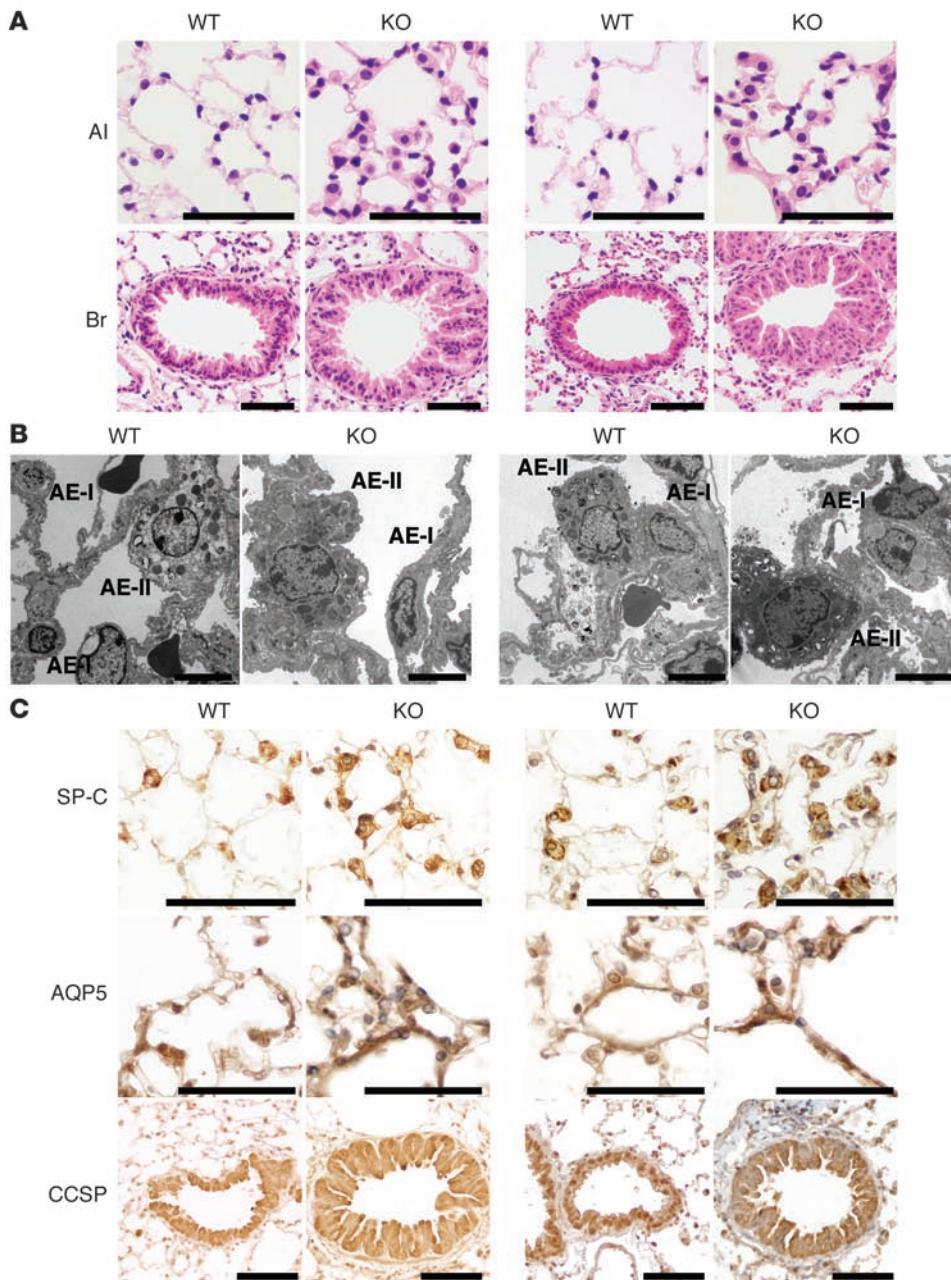 A
WT KO WT KO
Al
Br
B
WT KO WT KO
AE-I AE-II AE-II AE-I
AE-II AE-I AE-I
AE-I AE-II
C
WT KO WT KO
SP-C
AQP5
CCSP